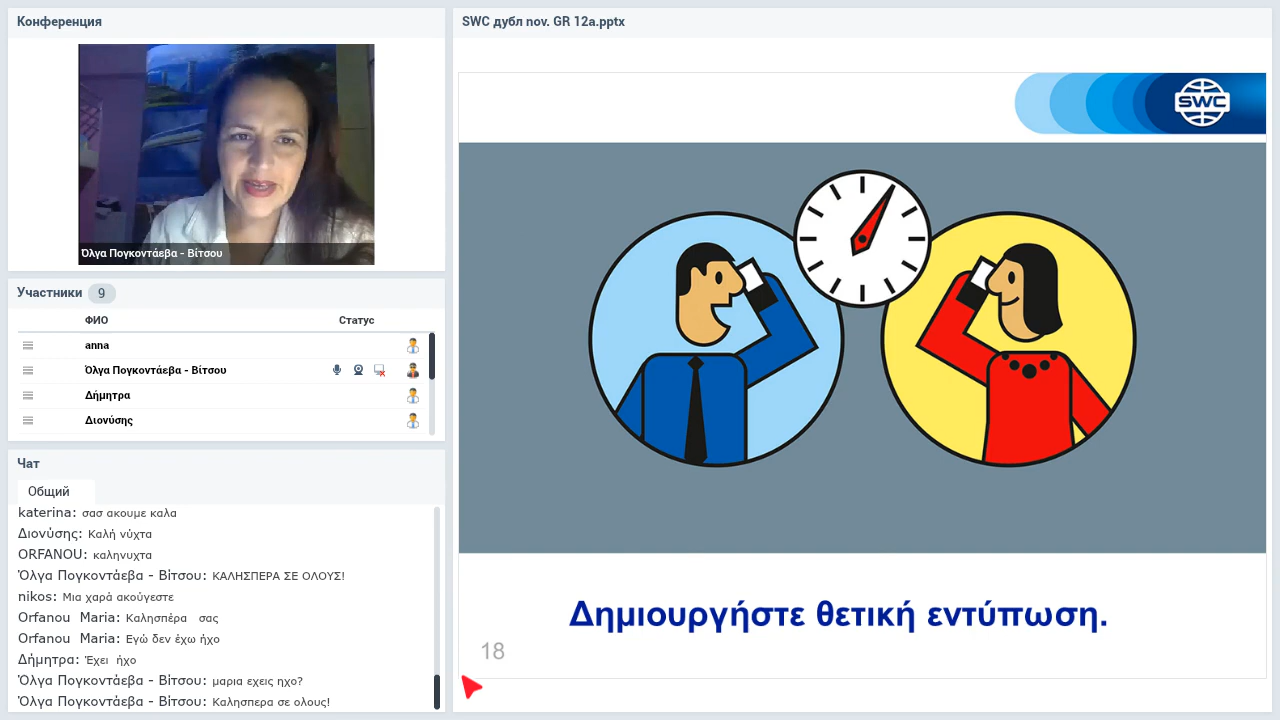 Конференция
Όλγα Πογκοντάεβα - Βίτσου
Участники 9
ФИО Статус
anna
Όλγα Πογκοντάεβα - Βίτσου
Δήμητρα
Διονύσης
Чат
Общий
katerina: σασ ακουμε καλα
Διονύσης: Καλή νύχτα
ORFANOU: καληνυχτα
Όλγα Πογκοντάεβα - Βίτσου: ΚΑΛΗΣΠΕΡΑ ΣΕ ΟΛΟΥΣ!
nikos: Μια χαρά ακούγεστε
Orfanou Maria: Καλησπέρα σας
Orfanou Maria: Εγώ δεν έχω ήχο
Δήμητρα: Έχει ήχο
Όλγα Πογκοντάεβα - Βίτσου: μαρια εχεις ηχο?
Όλγα Πογκοντάεβα - Βίτσου: Καλησπερα σε ολους!
SWC дубл nov. GR 12a.pptx
SWC
Δημιουργήστε θετική εντύπωση.
18